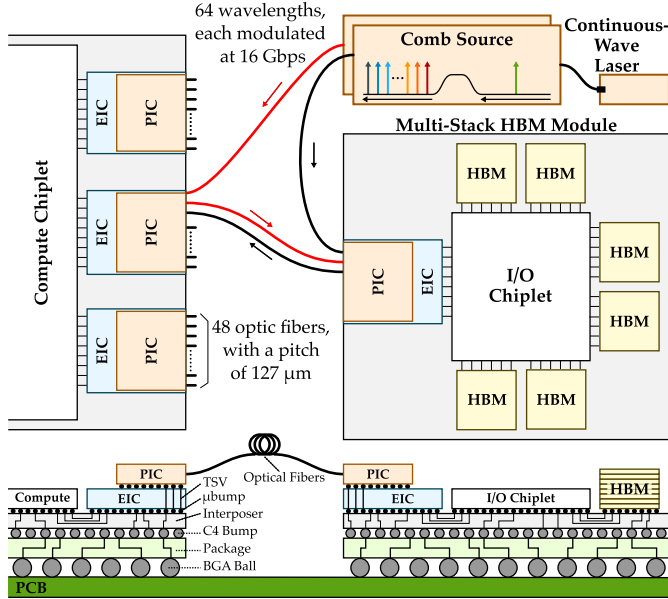 64 wavelengths,
each modulated
at 16 Gbps
Comb Source
Continuous-
Wave
Laser
Multi-Stack HBM Module
Compute Chiplet
EIC
PIC
EIC
PIC
EIC
PIC
48 optic fibers,
with a pitch
of 127 μm
PIC
EIC
I/O
Chiplet
HBM
HBM
HBM
HBM
HBM
HBM
Optical Fibers
PIC
PIC
TSV
Compute
EIC
μbump
EIC
I/O Chiplet
HBM
Interposer
C4 Bump
Package
BGA Ball
PCB